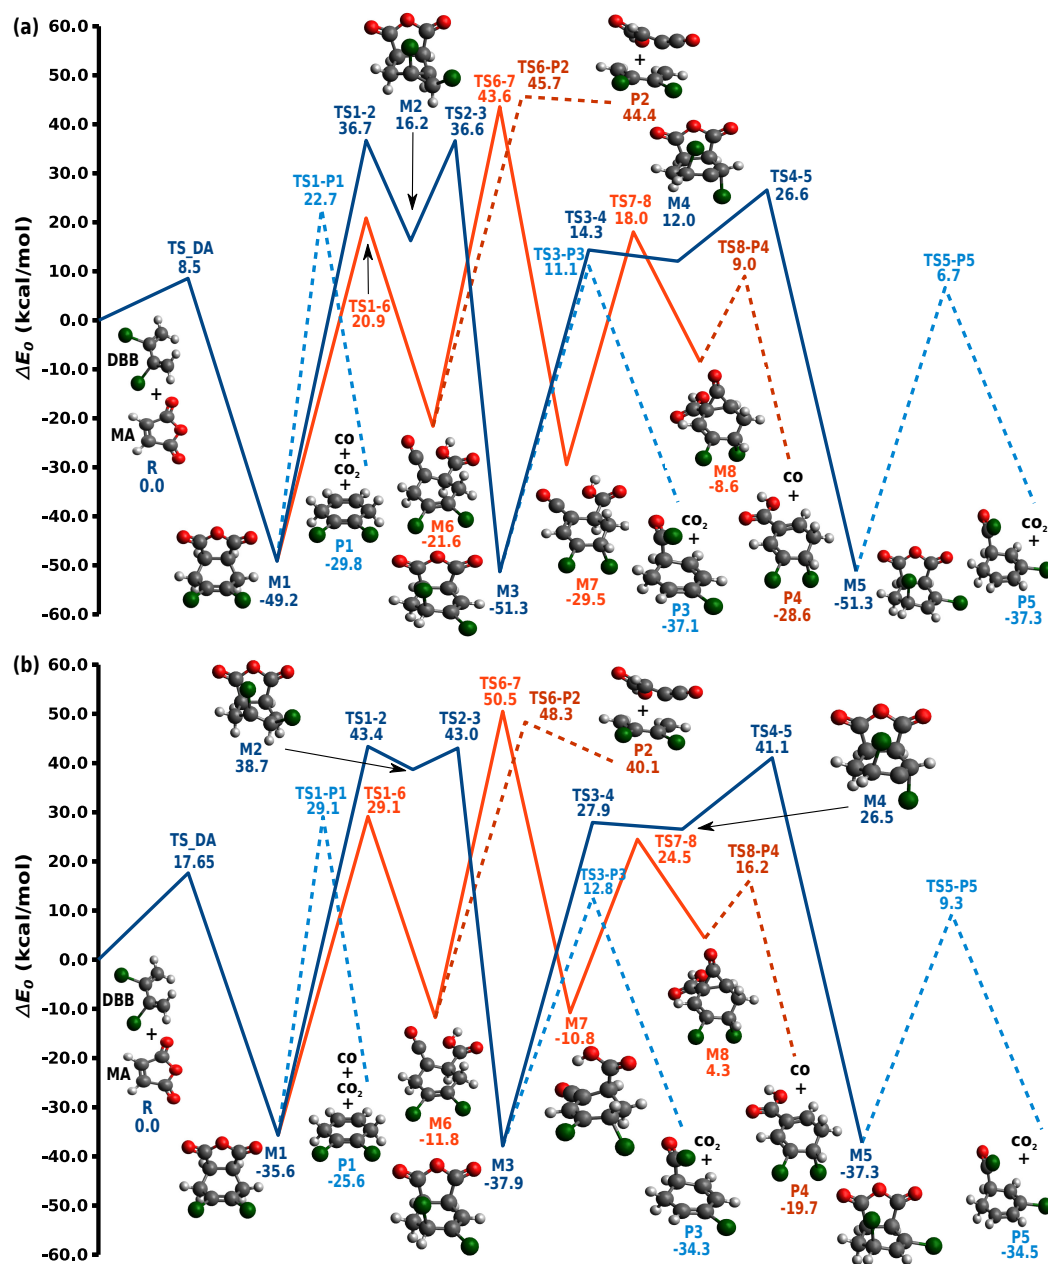 (a)
60.0
50.0
40.0
30.0
20.0
10.0
0.0
-10.0
-20.0
-30.0
-40.0
-50.0
-60.0
ΔE₀ (kcal/mol)
TS_DA
8.5
DBB
+
MA
R
0.0
M1
-49.2
TS1-P1
22.7
TS1-2
36.7
M2
16.2
TS2-3
36.6
TS1-6
20.9
CO
+
CO₂
+
P1
-29.8
M6
-21.6
TS6-7
43.6
TS6-P2
45.7
+
P2
44.4
M3
-51.3
M7
-29.5
TS3-4
14.3
TS3-P3
11.1
TS7-8
18.0
M4
12.0
TS4-5
26.6
TS8-P4
9.0
M8
-8.6
CO₂
+
P3
-37.1
CO
+
P4
-28.6
M5
-51.3
TS5-P5
6.7
CO₂
+
P5
-37.3
(b)
60.0
50.0
40.0
30.0
20.0
10.0
0.0
-10.0
-20.0
-30.0
-40.0
-50.0
-60.0
ΔE₀ (kcal/mol)
TS_DA
17.65
DBB
+
MA
R
0.0
M1
-35.6
M2
38.7
TS1-P1
29.1
TS1-2
43.4
TS2-3
43.0
TS1-6
29.1
CO
+
CO₂
+
P1
-25.6
M6
-11.8
TS6-7
50.5
TS6-P2
48.3
+
P2
40.1
M3
-37.9
M7
-10.8
TS3-4
27.9
TS3-P3
12.8
TS7-8
24.5
TS4-5
41.1
M4
26.5
TS8-P4
16.2
M8
4.3
CO₂
+
P3
-34.3
CO
+
P4
-19.7
M5
-37.3
TS5-P5
9.3
CO₂
+
P5
-34.5